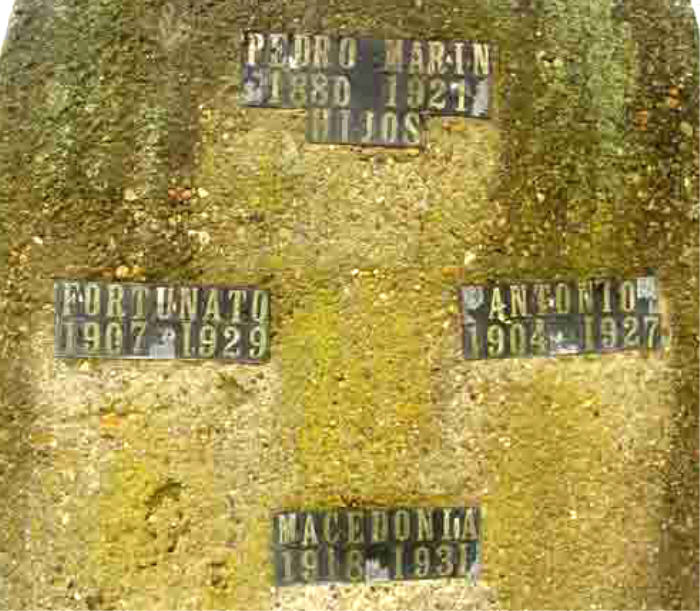 PEDRO MARIN
1880 1921
HIJOS
FORTUNATO
1907 1929
ANTONIO
1904 1927
MACEDONIA
1918 1931